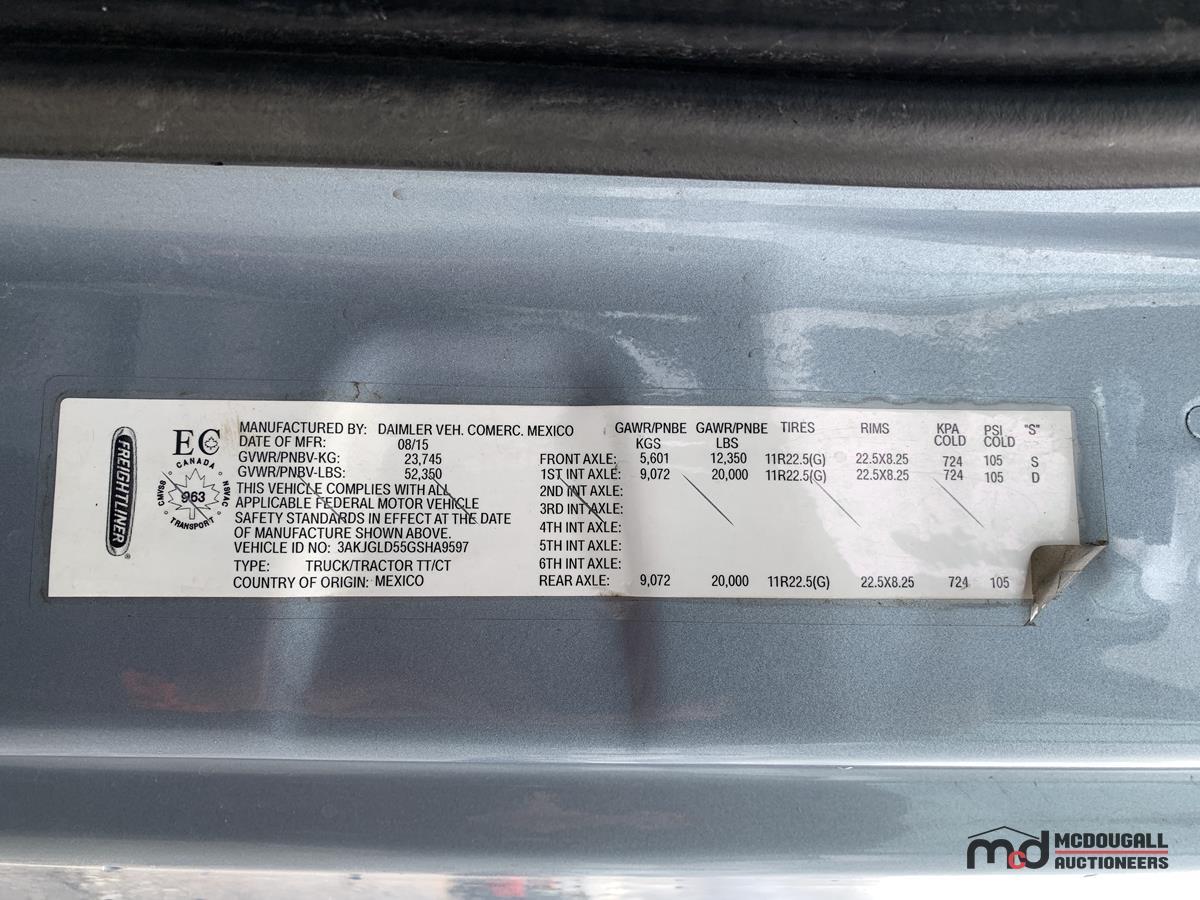 FREIGHTLINER
EC
CANADA
CMVSS 963 NSVAC
TRANSPORT
MANUFACTURED BY: DAIMLER VEH. COMERC. MEXICO
DATE OF MFR: 08/15
GVWR/PNBV-KG: 23,745
GVWR/PNBV-LBS: 52,350
THIS VEHICLE COMPLIES WITH ALL
APPLICABLE FEDERAL MOTOR VEHICLE
SAFETY STANDARDS IN EFFECT AT THE DATE
OF MANUFACTURE SHOWN ABOVE.
VEHICLE ID NO: 3AKJGLD55GSHA9597
TYPE: TRUCK/TRACTOR TT/CT
COUNTRY OF ORIGIN: MEXICO
GAWR/PNBE GAWR/PNBE TIRES RIMS KPA PSI "S"
KGS LBS COLD COLD
FRONT AXLE: 5,601 12,350 11R22.5(G) 22.5X8.25 724 105 S
1ST INT AXLE: 9,072 20,000 11R22.5(G) 22.5X8.25 724 105 D
2ND INT AXLE:
3RD INT AXLE:
4TH INT AXLE:
5TH INT AXLE:
6TH INT AXLE:
REAR AXLE: 9,072 20,000 11R22.5(G) 22.5X8.25 724 105
mcd MCDOUGALL
AUCTIONEERS